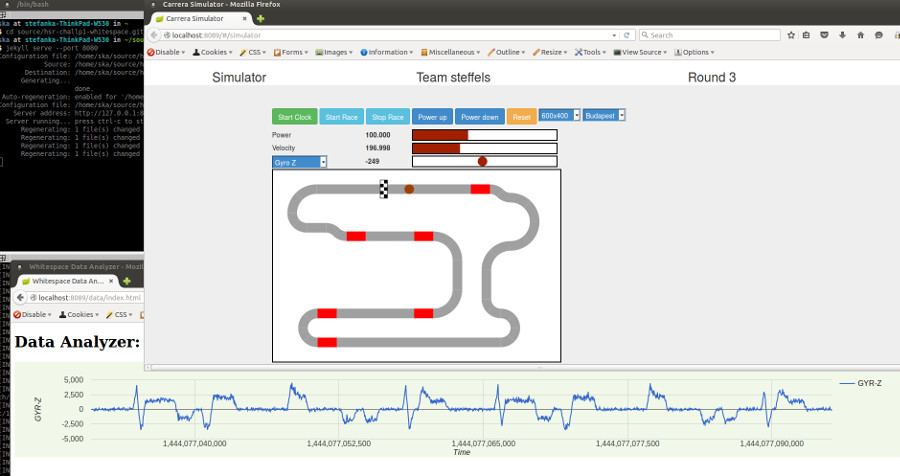 /bin/bash
ska at stefanka-ThinkPad-W530 in ~
$ cd source/hsr-challp1-whitespace.git
ska at stefanka-ThinkPad-W530 in ~/sou
$ jekyll serve --port 8080
Configuration file: /home/ska/source/h
Source: /home/ska/source/h
Destination: /home/ska/source/h
Generating...
done.
Auto-regeneration: enabled for '/home
Configuration file: /home/ska/source/h
Server address: http://127.0.0.1:8
Server running... press ctrl-c to st
Regenerating: 1 file(s) changed
Regenerating: 1 file(s) changed
Regenerating: 1 file(s) changed
Regenerating: 1 file(s) changed
Carrera Simulator - Mozilla Firefox
Carrera Simulator
localhost:8089/#/simulator
Search
Disable Cookies CSS Forms Images Information Miscellaneous Outline Resize Tools View Source Options
Simulator Team steffels Round 3
Start Clock Start Race Stop Race Power up Power down Reset 600x400 Budapest
Power 100.000
Velocity 196.998
Gyro Z -249
Whitespace Data Analyzer - Mozil
Whitespace Data An...
localhost:8089/data/index.html
Disable Cookies CSS
Data Analyzer:
GYR-Z
5,000
2,500
0
-2,500
-5,000
GYR-Z
1,444,077,040,000 1,444,077,052,500 1,444,077,065,000 1,444,077,077,500 1,444,077,090,000
Time